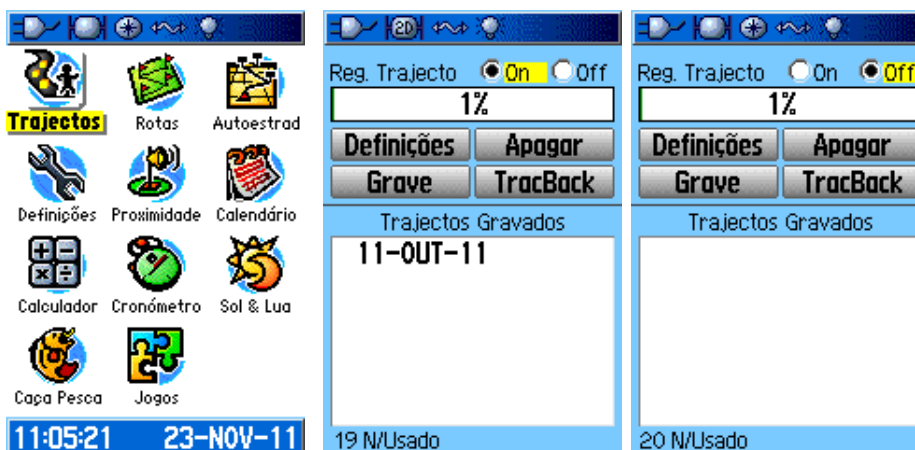 Trajectos Rotas Autoestrad
Definições Proximidade Calendário
Calculador Cronómetro Sol & Lua
Caça Pesca Jogos
11:05:21 23-NOV-11
2D
Reg. Trajecto On Off
1%
Definições Apagar
Grave TracBack
Trajectos Gravados
11-OUT-11
19 N/Usado
Reg. Trajecto On Off
1%
Definições Apagar
Grave TracBack
Trajectos Gravados
20 N/Usado